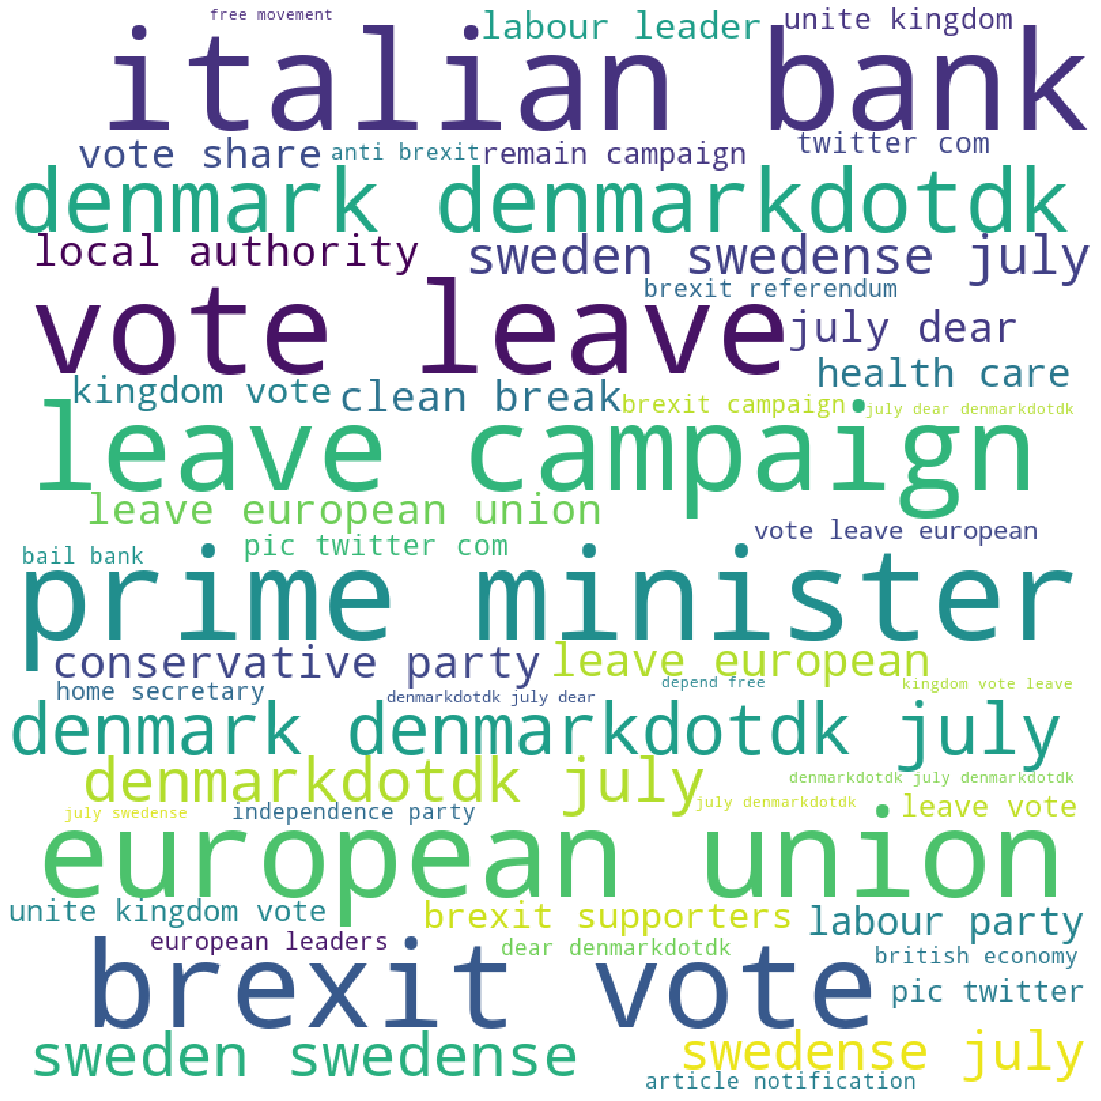 free movement
labour leader
unite kingdom
italian bank
vote share
anti brexit
remain campaign
twitter com
denmark denmarkdotdk
local authority
sweden swedense july
brexit referendum
vote leave
july dear
health care
kingdom vote
clean break
brexit campaign
july dear denmarkdotdk
leave campaign
leave european union
vote leave european
pic twitter com
bail bank
prime minister
conservative party
leave european
home secretary
denmarkdotdk july dear
depend free
kingdom vote leave
denmark denmarkdotdk july
denmarkdotdk july
denmarkdotdk july denmarkdotdk
july swedense
independence party
july denmarkdotdk
leave vote
european union
unite kingdom vote
brexit supporters
labour party
european leaders
dear denmarkdotdk
british economy
brexit vote
pic twitter
sweden swedense
swedense july
article notification